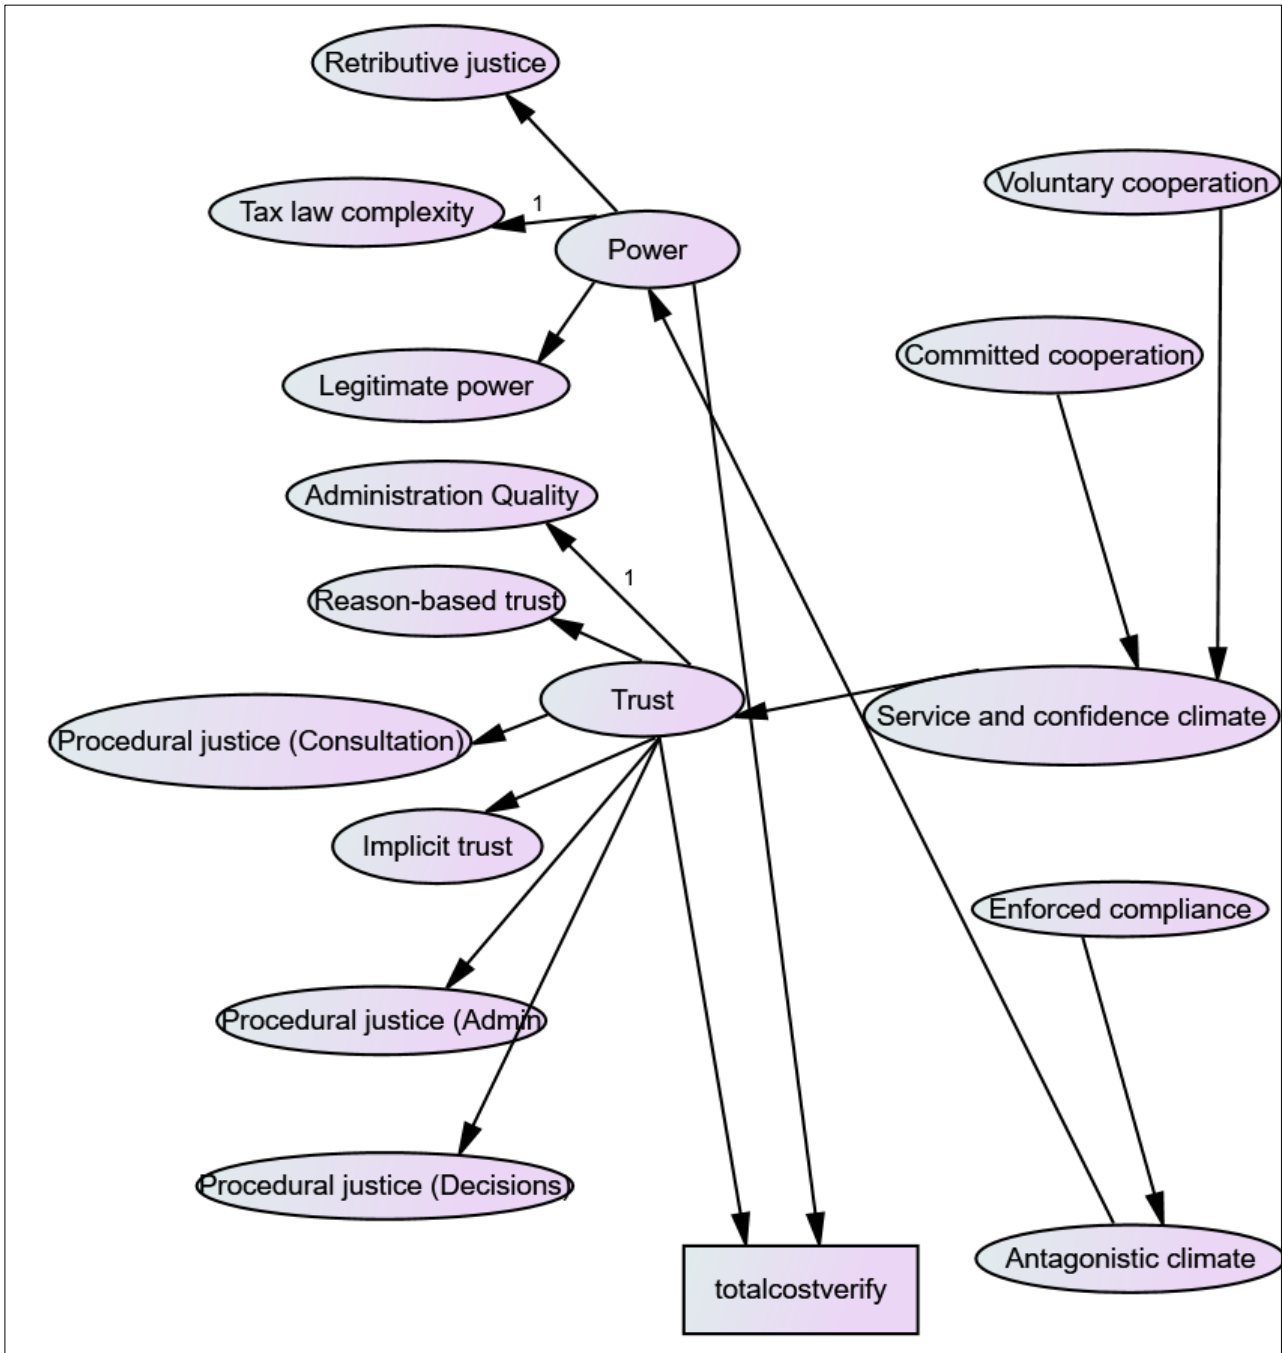 Retributive justice
Voluntary cooperation
Tax law complexity
1
Power
Committed cooperation
Legitimate power
Administration Quality
1
Reason-based trust
Trust
Service and confidence climate
Procedural justice (Consultation)
Implicit trust
Enforced compliance
Procedural justice (Admin
Procedural justice (Decisions)
Antagonistic climate
totalcostverify